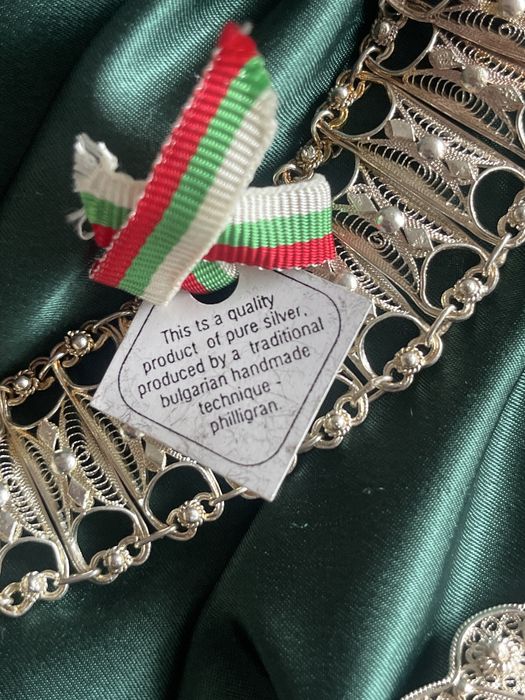 This ts a quality
product of pure silver,
produced by a traditional
bulgarian handmade
technique -
philligran.